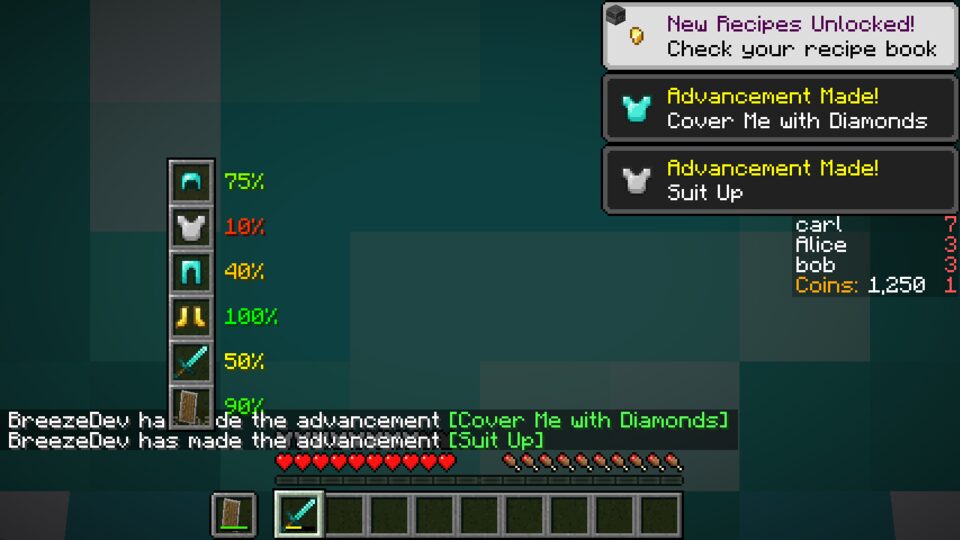 New Recipes Unlocked!
Check your recipe book
Advancement Made!
Cover Me with Diamonds
Advancement Made!
Suit Up
75%
10%
40%
100%
50%
90%
carl 7
Alice 3
bob 3
Coins: 1,250 1
BreezeDev has made the advancement [Cover Me with Diamonds]
BreezeDev has made the advancement [Suit Up]